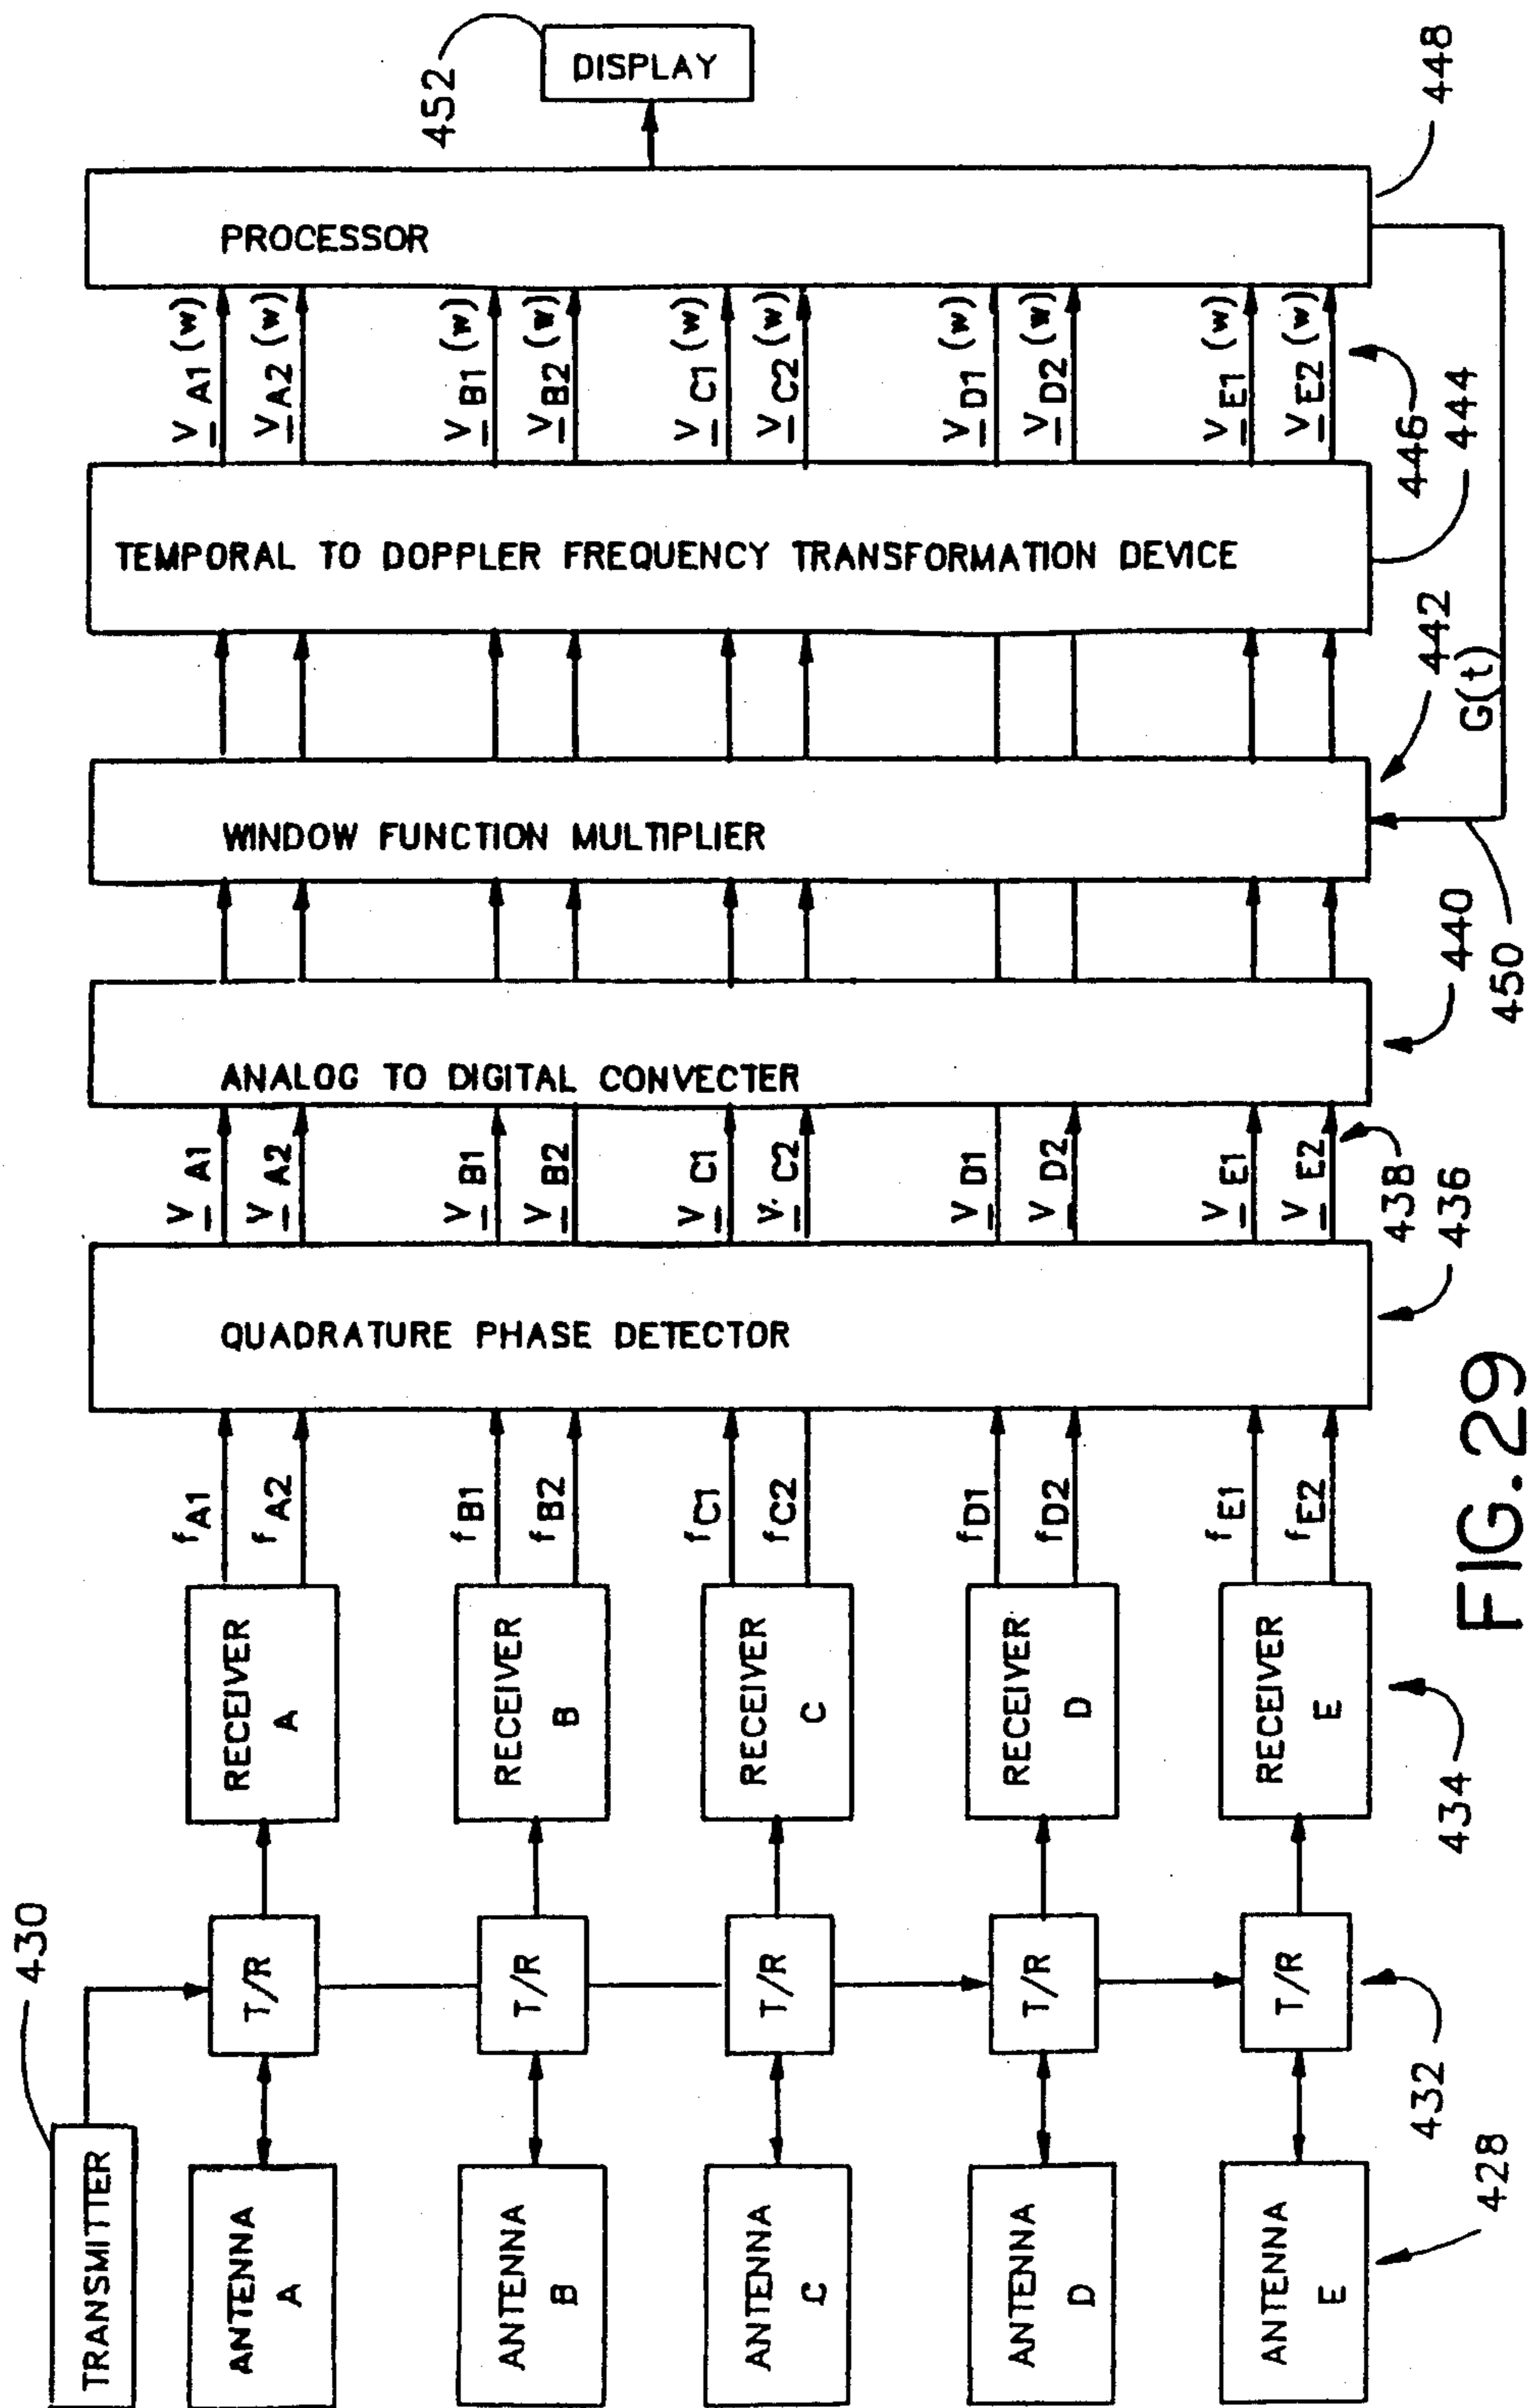 430
TRANSMITTER
ANTENNA
A
ANTENNA
B
ANTENNA
C
ANTENNA
D
ANTENNA
E
428
T/R
T/R
T/R
T/R
T/R
432
RECEIVER
A
RECEIVER
B
RECEIVER
C
RECEIVER
D
RECEIVER
E
434
f A1
f A2
f B1
f B2
f C1
f C2
f D1
f D2
f E1
f E2
QUADRATURE PHASE DETECTOR
436
V A1
V A2
V B1
V B2
V C1
V C2
V D1
V D2
V E1
V E2
438
ANALOG TO DIGITAL CONVECTER
440
WINDOW FUNCTION MULTIPLIER
442
G(t)
450
TEMPORAL TO DOPPLER FREQUENCY TRANSFORMATION DEVICE
444
V A1 (w)
V A2 (w)
V B1 (w)
V B2 (w)
V C1 (w)
V C2 (w)
V D1 (w)
V D2 (w)
V E1 (w)
V E2 (w)
446
PROCESSOR
448
452
DISPLAY
FIG. 29